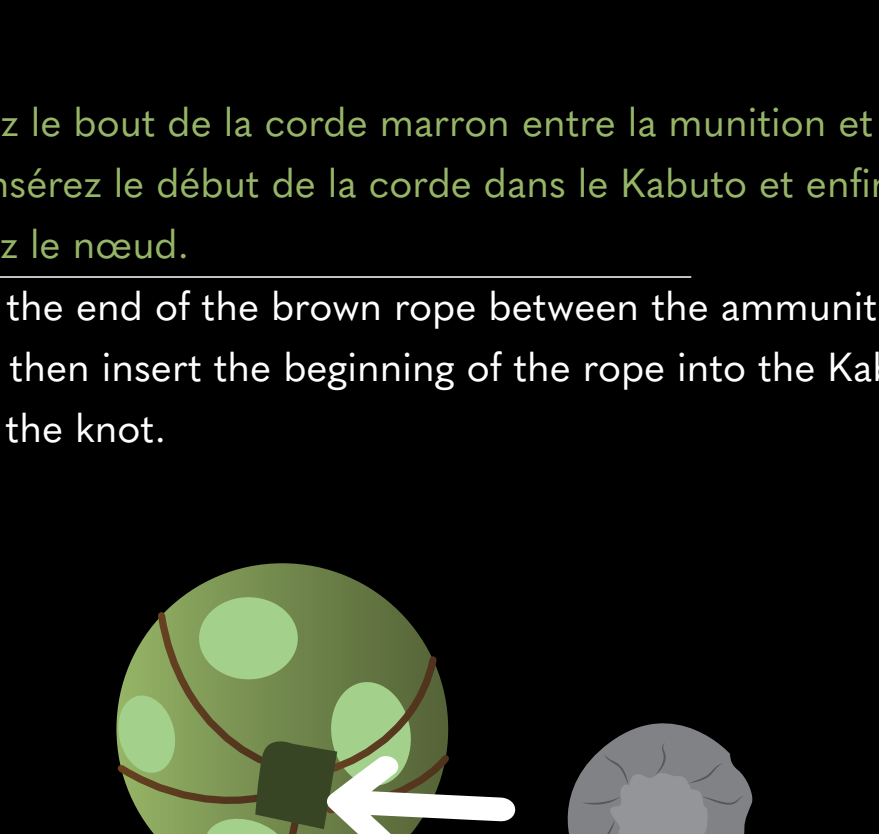 z le bout de la corde marron entre la munition et
nsérez le début de la corde dans le Kabuto et enfin
z le nœud.
the end of the brown rope between the ammunit
then insert the beginning of the rope into the Kab
the knot.